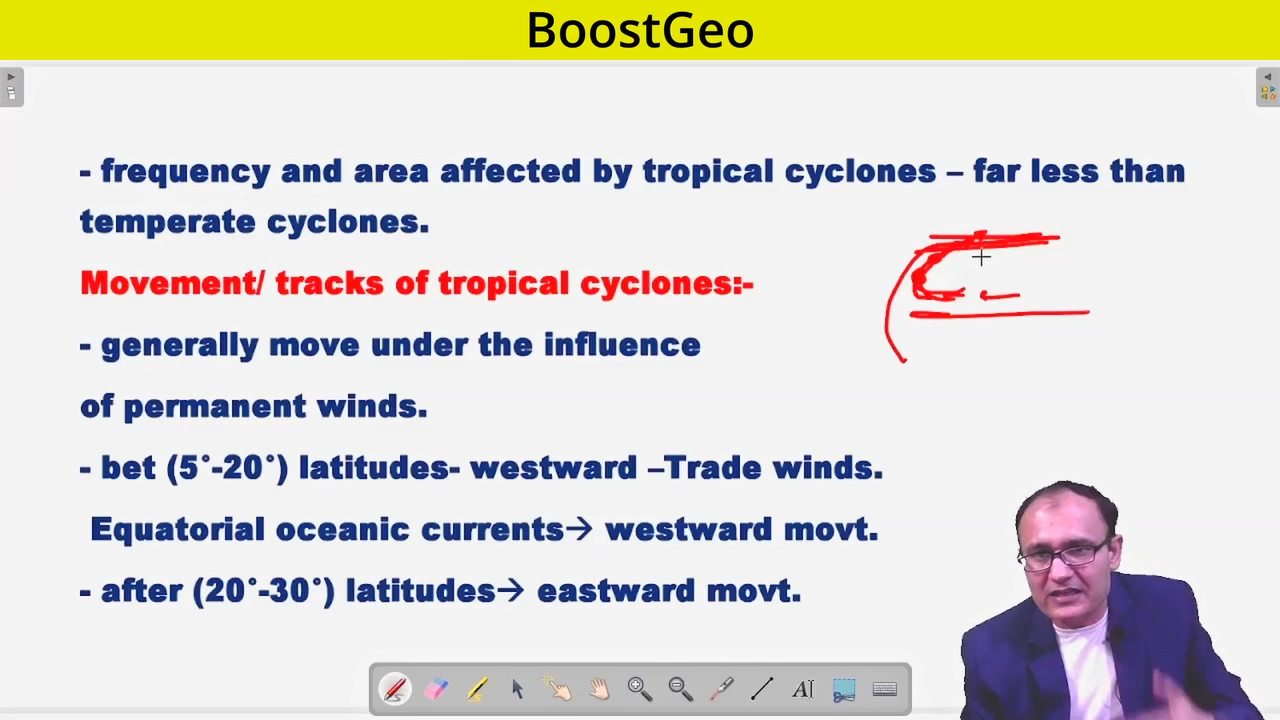 BoostGeo
- frequency and area affected by tropical cyclones – far less than
temperate cyclones.
Movement/ tracks of tropical cyclones:-
- generally move under the influence
of permanent winds.
- bet (5˚-20˚) latitudes- westward –Trade winds.
Equatorial oceanic currents→ westward movt.
- after (20˚-30˚) latitudes→ eastward movt.